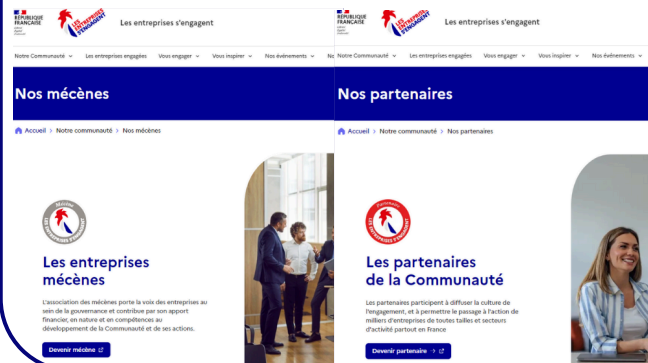 RÉPUBLIQUE
FRANÇAISE
LES ENTREPRISES
S'ENGAGENT
Les entreprises s'engagent
Notre Communauté
Les entreprises engagées
Vous engager
Vous inspirer
Nos événements
No
Nos mécènes
Accueil > Notre communauté > Nos mécènes
Mécène
LES ENTREPRISES S'ENGAGENT
Les entreprises
mécènes
L'association des mécènes porte la voix des entreprises au
sein de la gouvernance et contribue par son apport
financier, en nature et en compétences au
développement de la Communauté et de ses actions.
Devenir mécène
RÉPUBLIQUE
FRANÇAISE
LES ENTREPRISES
S'ENGAGENT
Les entreprises s'engagent
Notre Communauté
Les entreprises engagées
Vous engager
Vous inspirer
Nos événements
Nos partenaires
Accueil > Notre communauté > Nos partenaires
Partenaire
LES ENTREPRISES S'ENGAGENT
Les partenaires
de la Communauté
Les partenaires participent à diffuser la culture de
l'engagement, et à permettre le passage à l'action de
milliers d'entreprises de toutes tailles et secteurs
d'activité partout en France
Devenir partenaire >